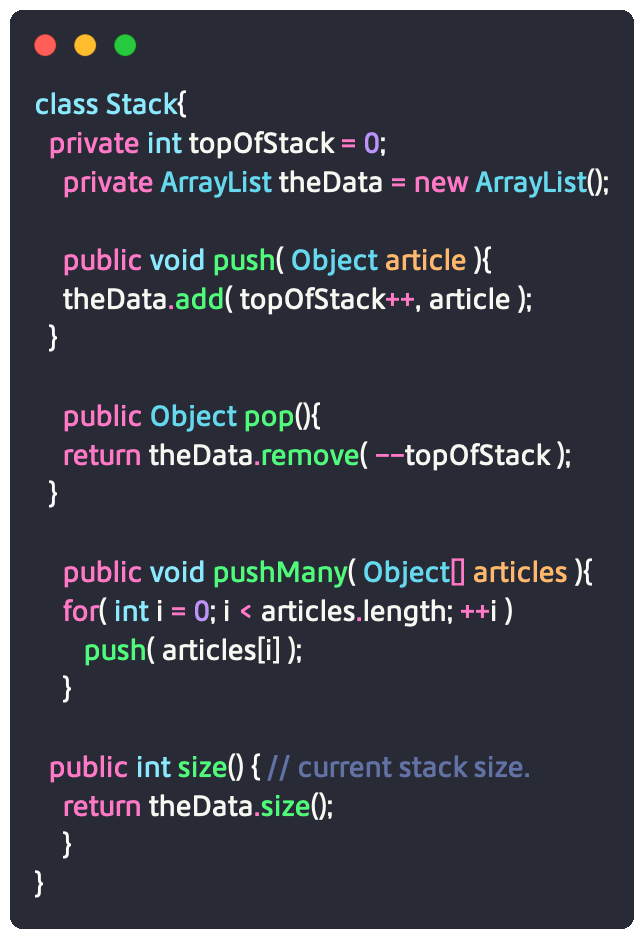 class Stack{
  private int topOfStack = 0;
    private ArrayList theData = new ArrayList();

    public void push( Object article ){
    theData.add( topOfStack++, article );
  }

    public Object pop(){
    return theData.remove( --topOfStack );
  }

    public void pushMany( Object[] articles ){
    for( int i = 0; i < articles.length; ++i )
       push( articles[i] );
    }

  public int size() { // current stack size.
    return theData.size();
    }
}